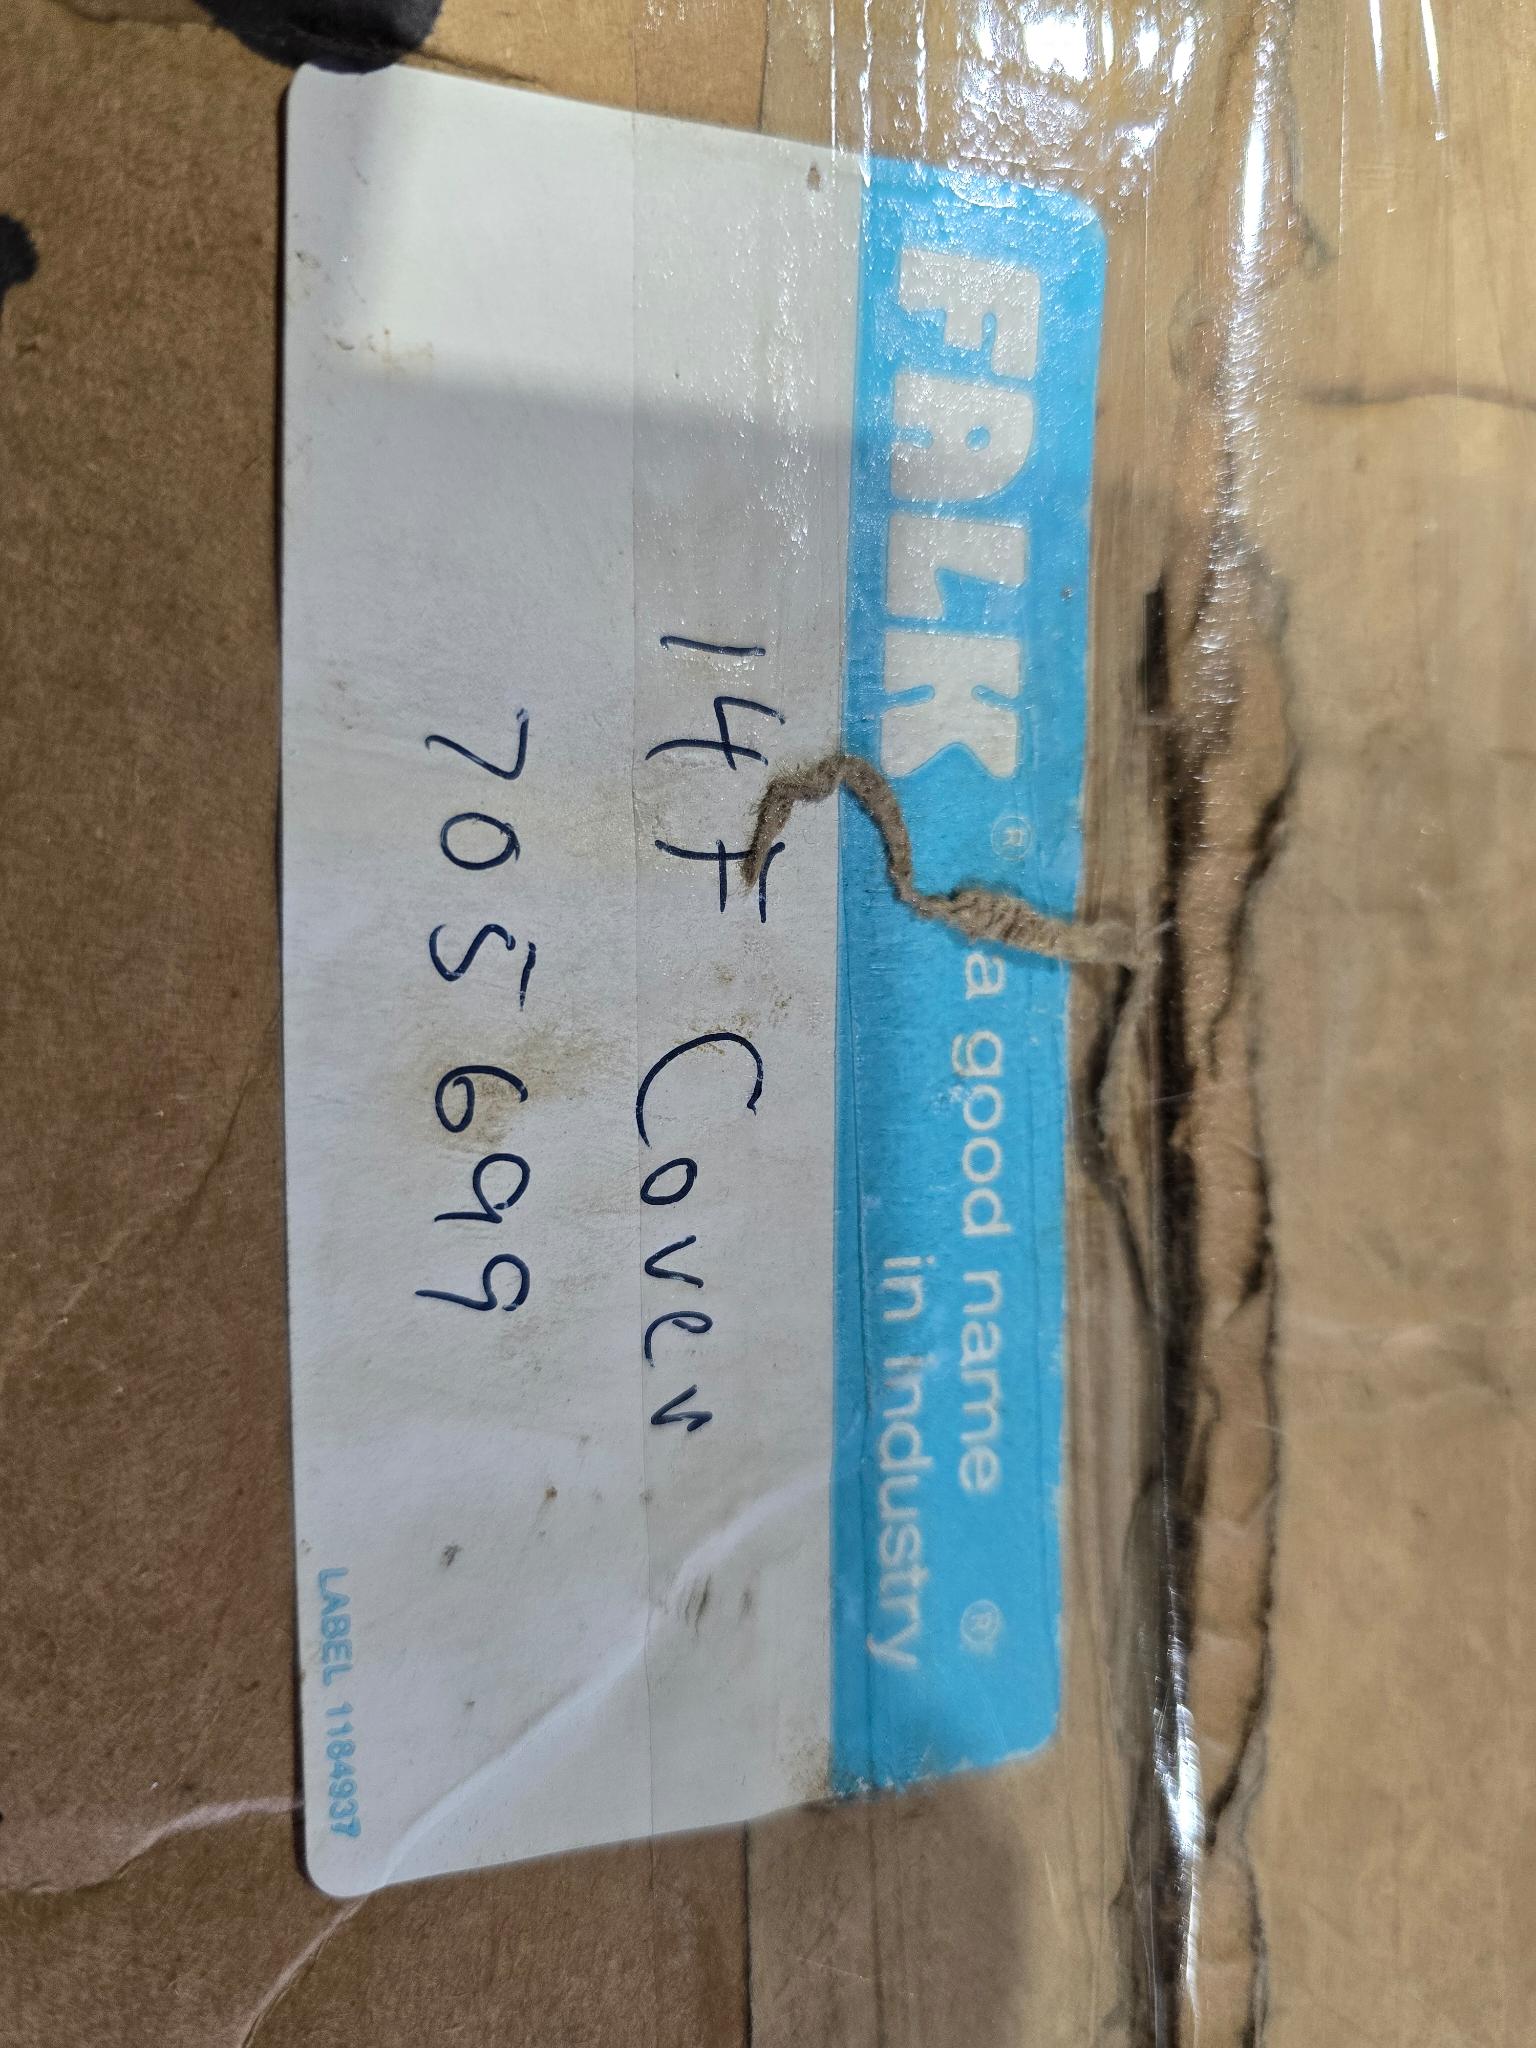 FALK® a good name
in industry ®
14F Cover
705699
LABEL 1184937